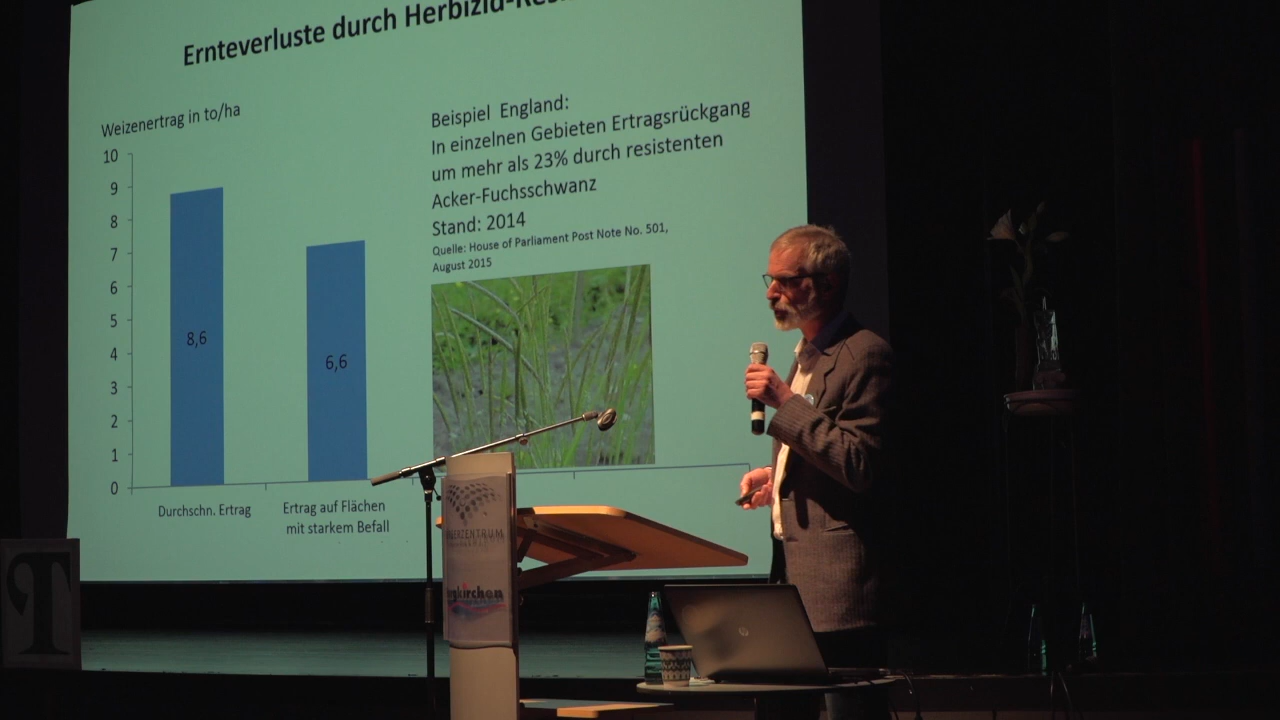 Ernteverluste durch Herbizid-
Weizenertrag in to/ha
10
9
8
7
6
5
4
3
2
1
0
8,6
6,6
Durchschn. Ertrag
Ertrag auf Flächen
mit starkem Befall
Beispiel England:
In einzelnen Gebieten Ertragsrückgang
um mehr als 23% durch resistenten
Acker-Fuchsschwanz
Stand: 2014
Quelle: House of Parliament Post Note No. 501,
August 2015
T
hp